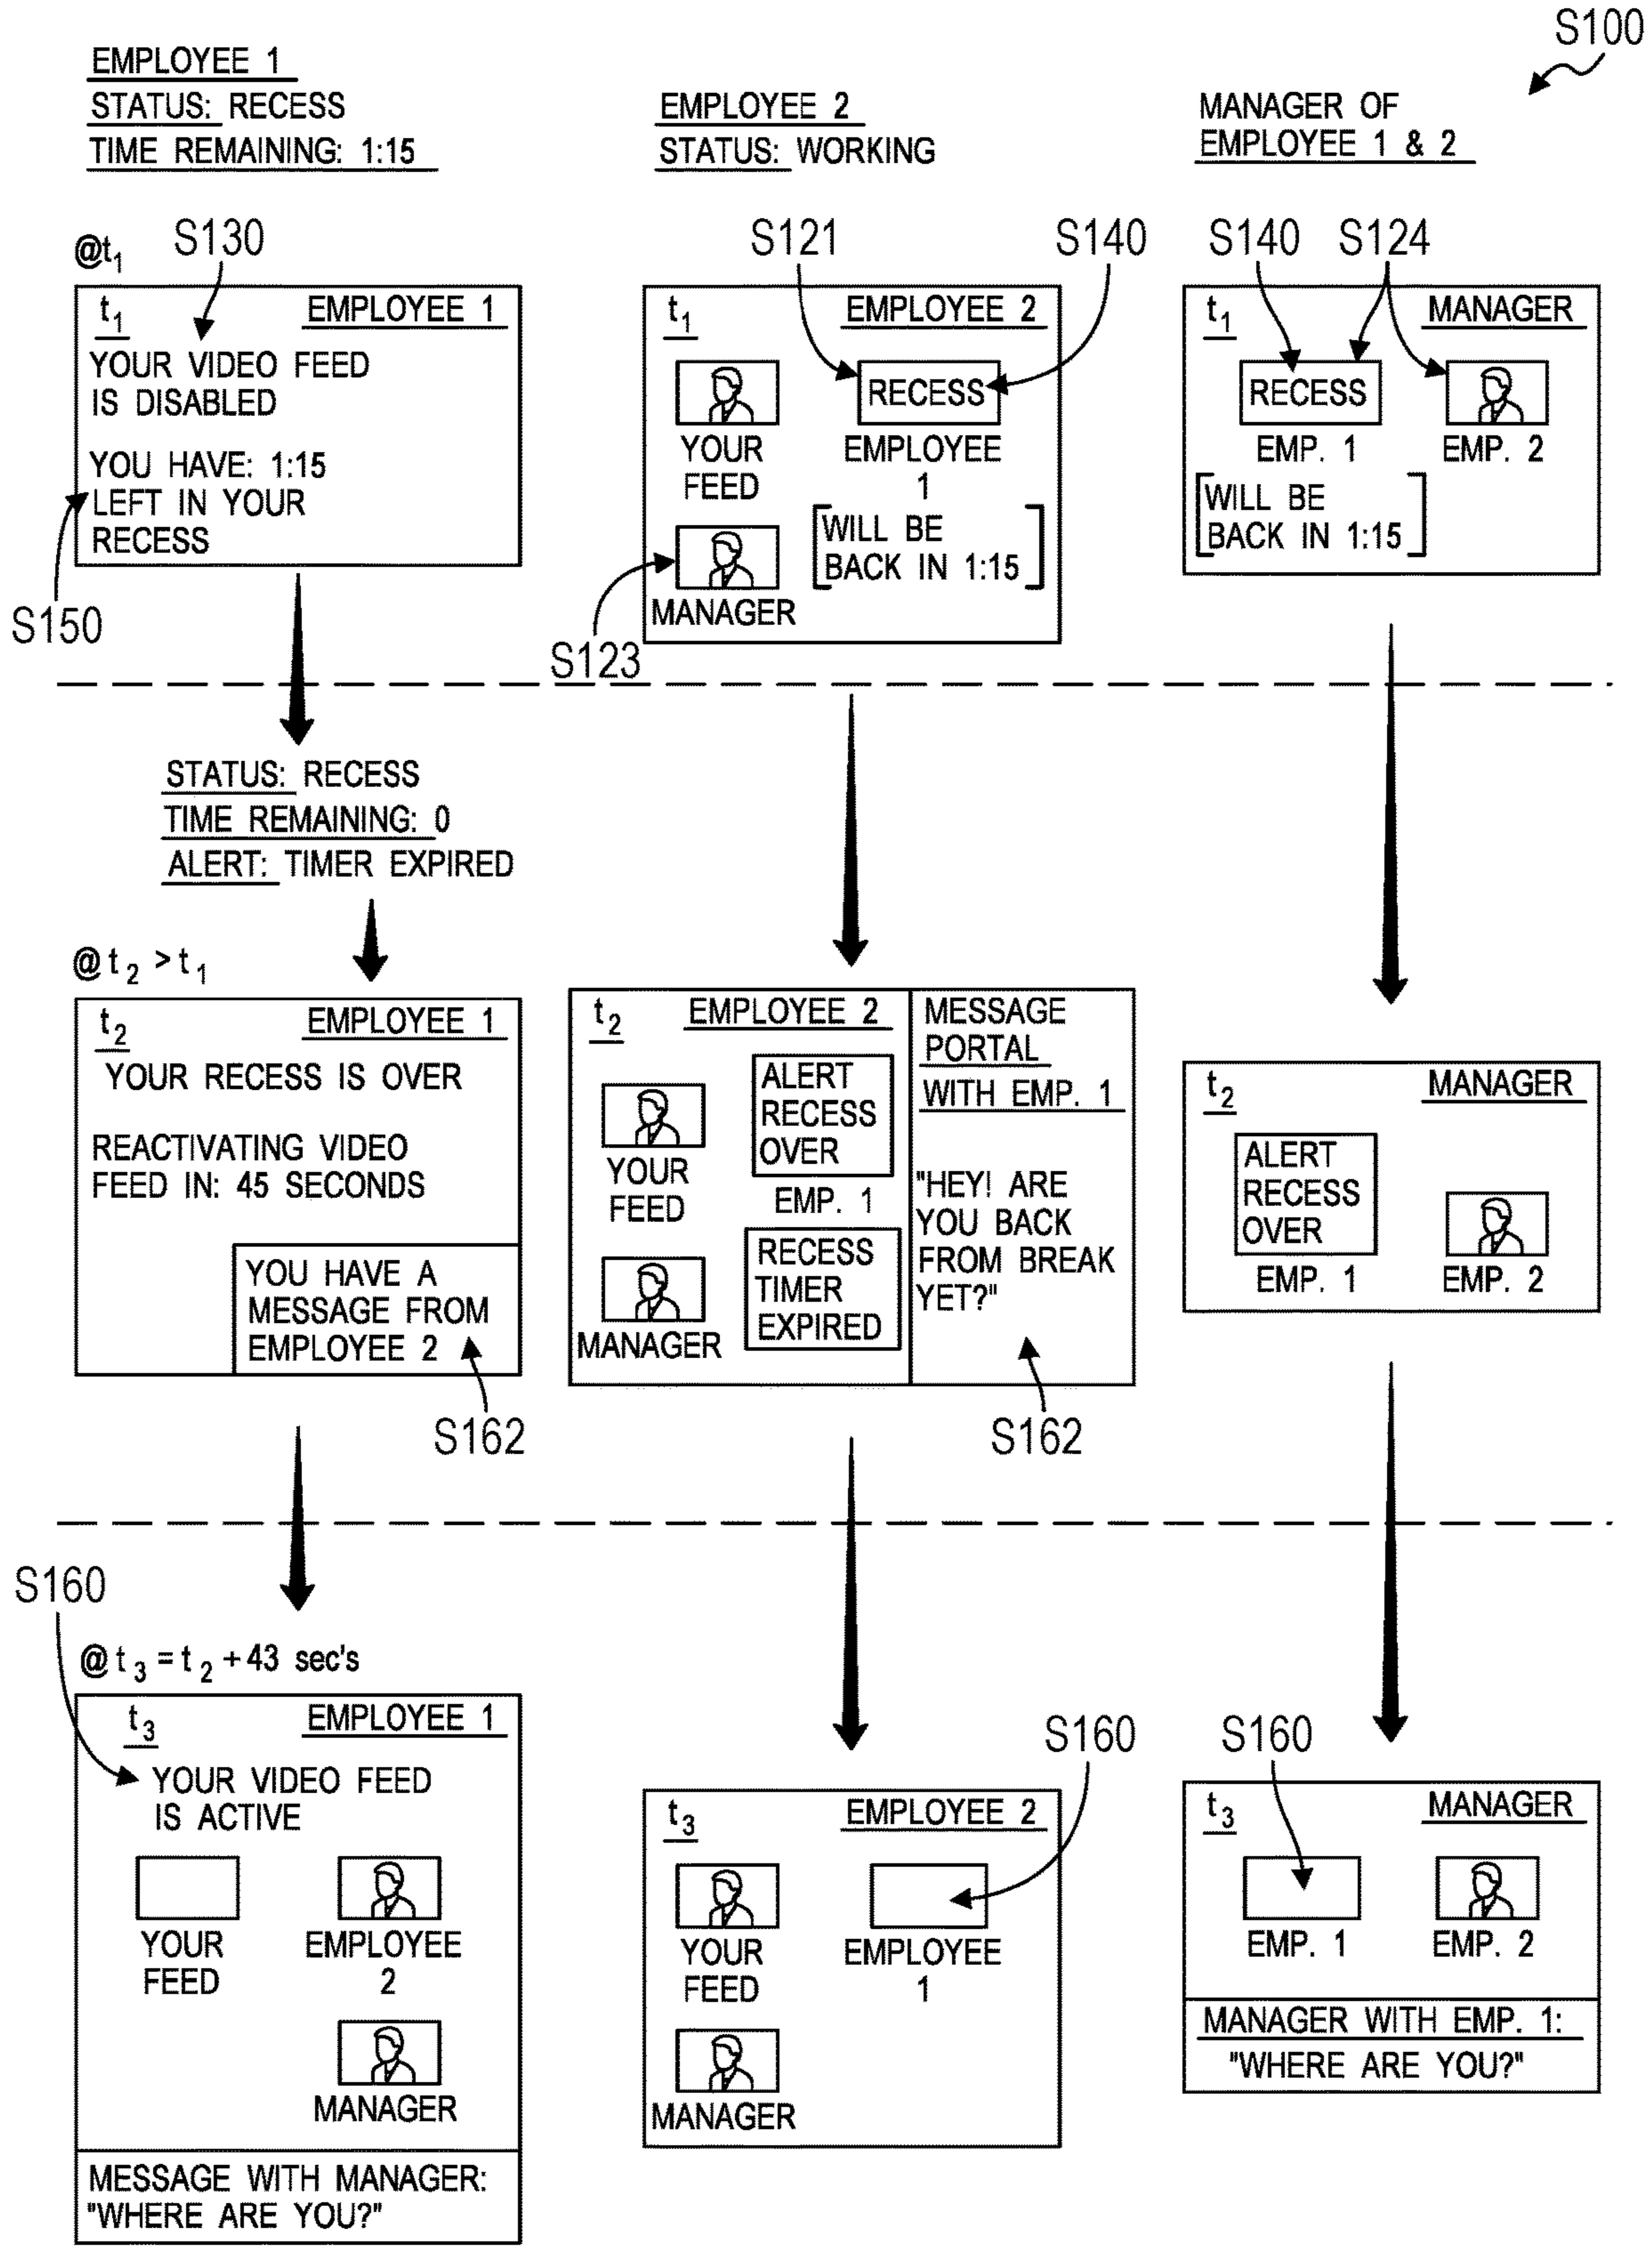 S100
EMPLOYEE 1
STATUS: RECESS
TIME REMAINING: 1:15
EMPLOYEE 2
STATUS: WORKING
MANAGER OF
EMPLOYEE 1 & 2
@t1
S130
S121
S140
S140
S124
t1
EMPLOYEE 1
YOUR VIDEO FEED
IS DISABLED
YOU HAVE: 1:15
LEFT IN YOUR
RECESS
S150
t1
EMPLOYEE 2
RECESS
YOUR
FEED
EMPLOYEE
1
WILL BE
BACK IN 1:15
MANAGER
S123
t1
MANAGER
RECESS
EMP. 1
EMP. 2
WILL BE
BACK IN 1:15
STATUS: RECESS
TIME REMAINING: 0
ALERT: TIMER EXPIRED
@ t2 > t1
t2
EMPLOYEE 1
YOUR RECESS IS OVER
REACTIVATING VIDEO
FEED IN: 45 SECONDS
YOU HAVE A
MESSAGE FROM
EMPLOYEE 2
S162
t2
EMPLOYEE 2
ALERT
RECESS
OVER
YOUR
FEED
EMP. 1
RECESS
TIMER
EXPIRED
MANAGER
MESSAGE
PORTAL
WITH EMP. 1
"HEY! ARE
YOU BACK
FROM BREAK
YET?"
S162
t2
MANAGER
ALERT
RECESS
OVER
EMP. 1
EMP. 2
S160
@ t3 = t2 + 43 sec's
t3
EMPLOYEE 1
YOUR VIDEO FEED
IS ACTIVE
YOUR
FEED
EMPLOYEE
2
MANAGER
MESSAGE WITH MANAGER:
"WHERE ARE YOU?"
S160
t3
EMPLOYEE 2
YOUR
FEED
EMPLOYEE
1
MANAGER
S160
t3
MANAGER
EMP. 1
EMP. 2
MANAGER WITH EMP. 1:
"WHERE ARE YOU?"